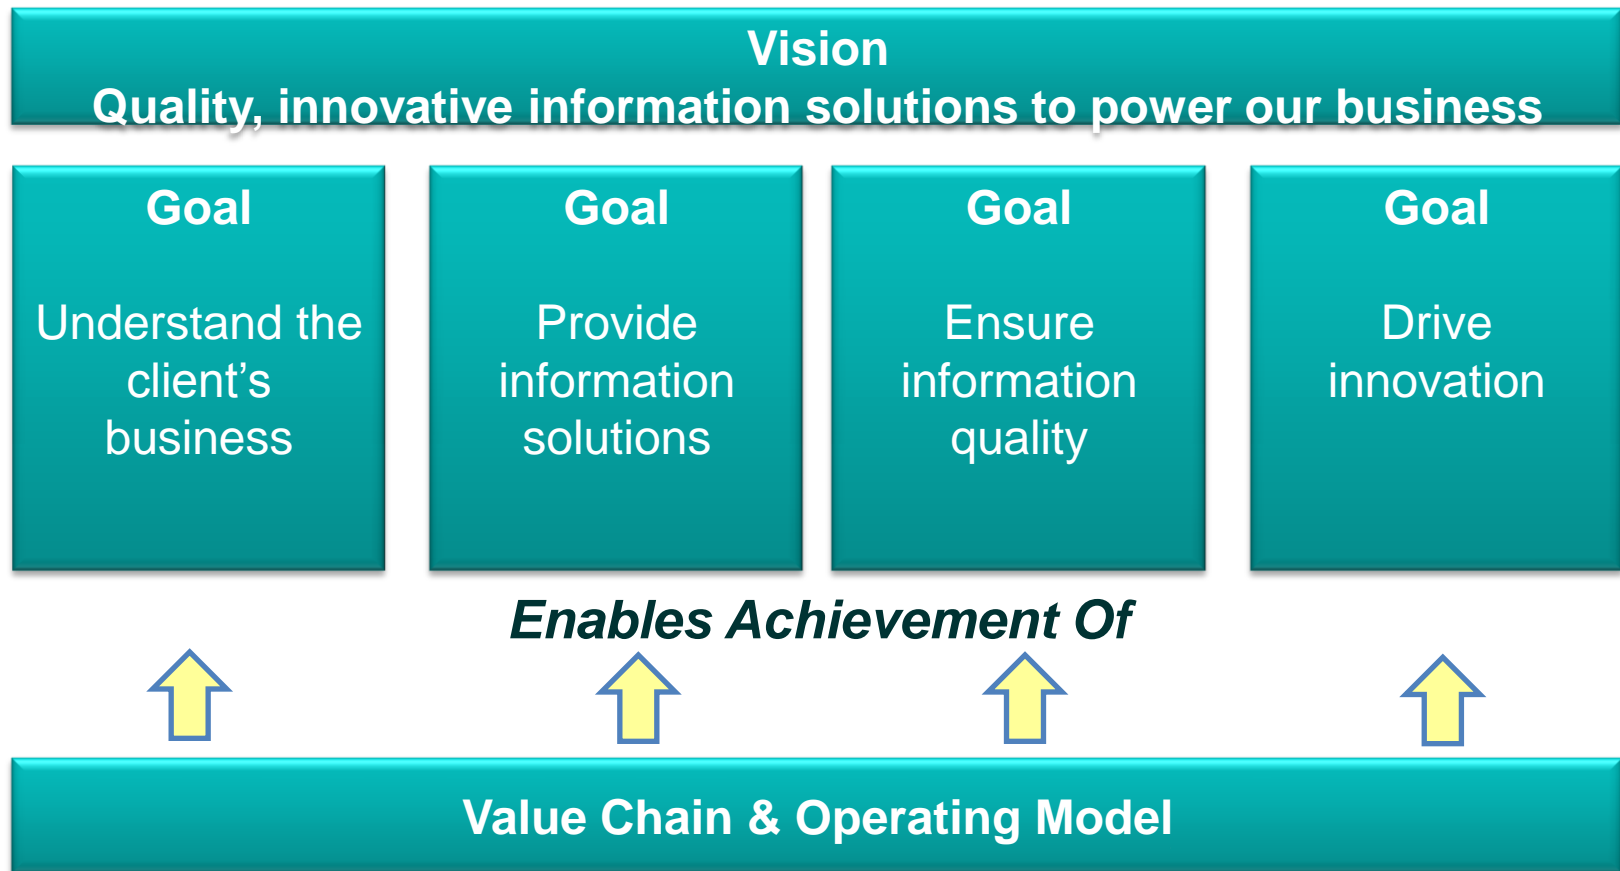 Vision
Quality, innovative information solutions to power our business
Goal
Understand the
client’s
business
Goal
Provide
information
solutions
Goal
Ensure
information
quality
Goal
Drive
innovation
Enables Achievement Of
Value Chain & Operating Model